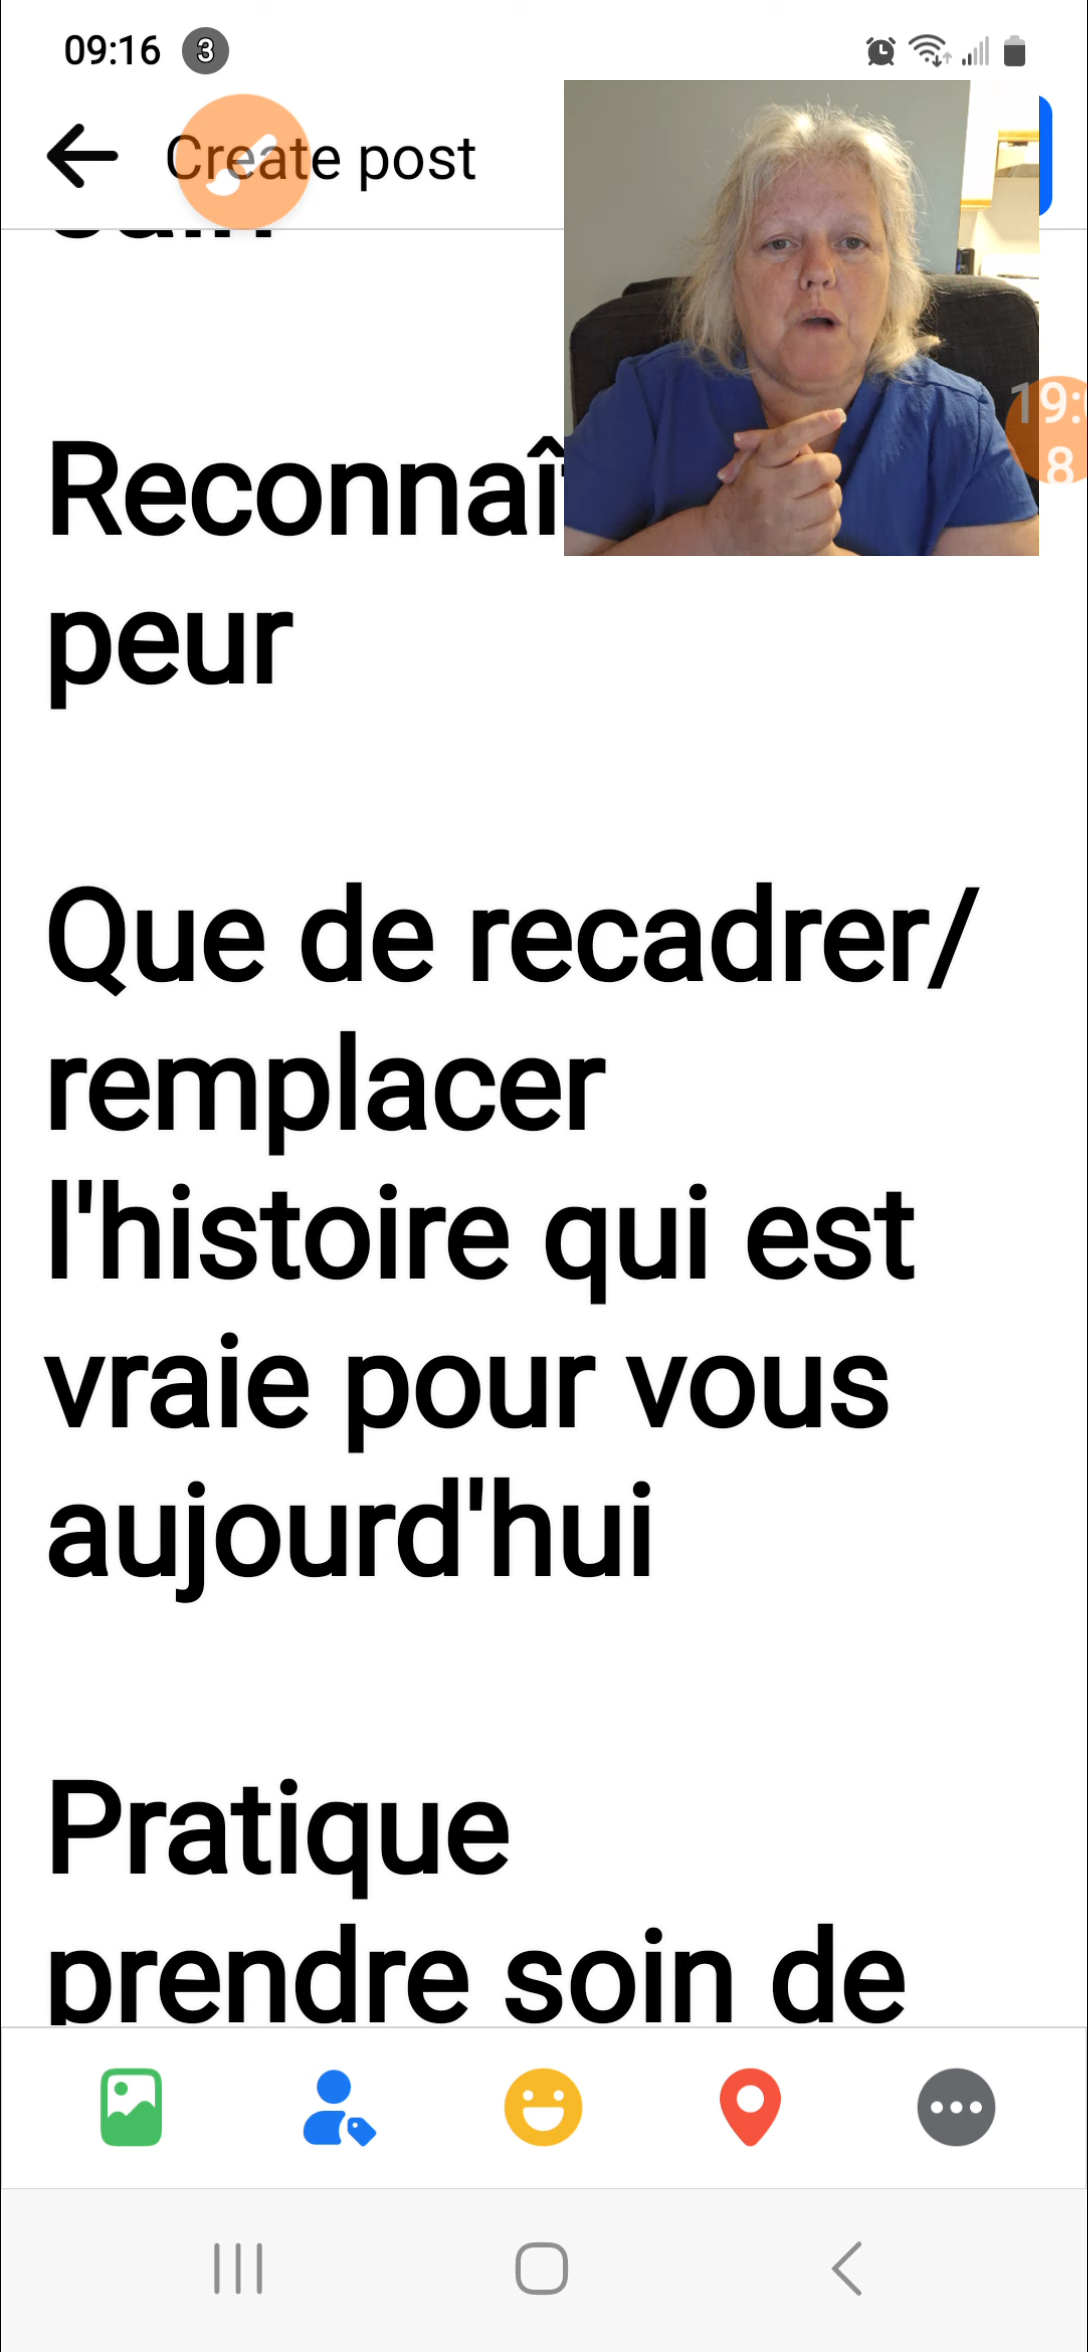 09:16 3
Create post
peur
Que de recadrer/
remplacer
l'histoire qui est
vraie pour vous
aujourd'hui
Pratique
prendre soin de